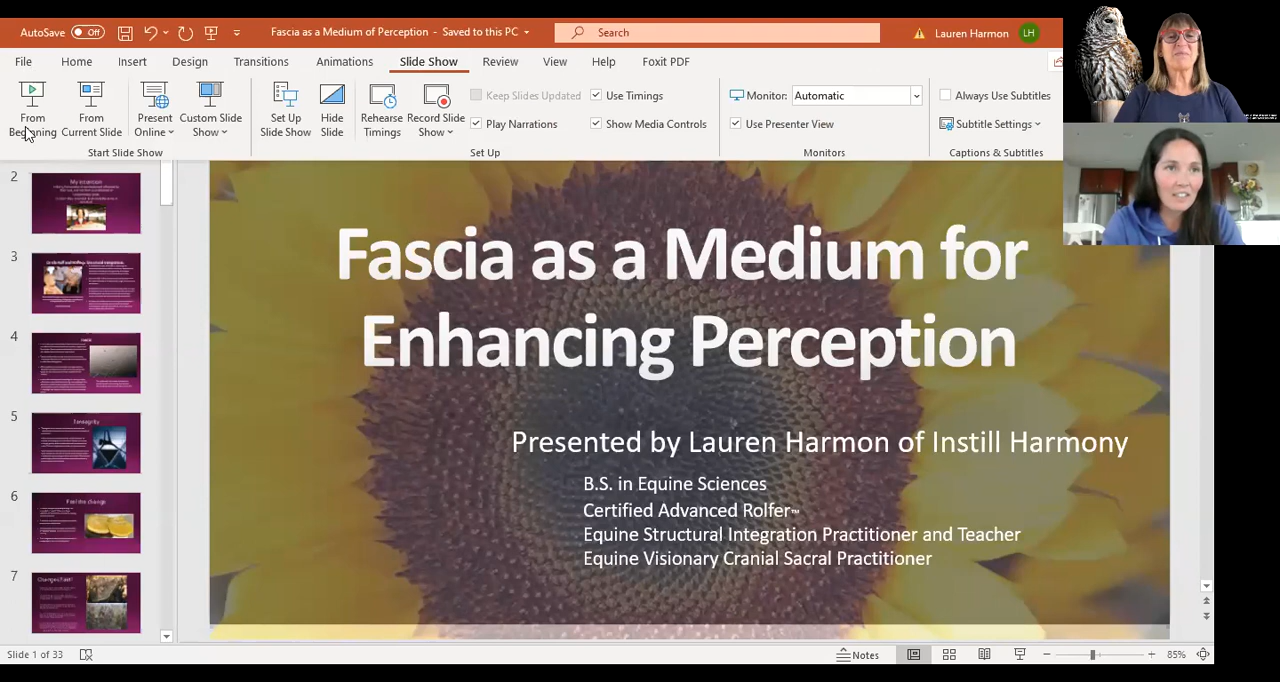 AutoSave Off
Fascia as a Medium of Perception - Saved to this PC
Search
Lauren Harmon LH
File Home Insert Design Transitions Animations Slide Show Review View Help Foxit PDF
From Beginning
From Current Slide
Present Online
Custom Slide Show
Start Slide Show
Set Up Slide Show
Hide Slide
Rehearse Timings
Record Slide Show
Keep Slides Updated
Use Timings
Play Narrations
Show Media Controls
Set Up
Monitor: Automatic
Use Presenter View
Monitors
Always Use Subtitles
Subtitle Settings
Captions & Subtitles
2
3
4
5
Tensegrity
6
7
Fascia as a Medium for
Enhancing Perception
Presented by Lauren Harmon of Instill Harmony
B.S. in Equine Sciences
Certified Advanced Rolfer™
Equine Structural Integration Practitioner and Teacher
Equine Visionary Cranial Sacral Practitioner
Slide 1 of 33
Notes
85%